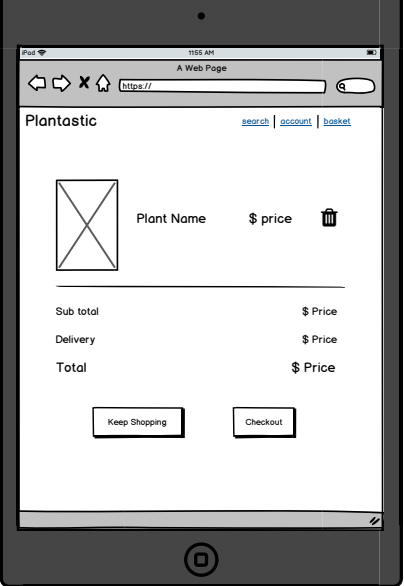 iPad 11:55 AM
A Web Page
https://
Plantastic search account basket
Plant Name $ price
Sub total $ Price
Delivery $ Price
Total $ Price
Keep Shopping Checkout